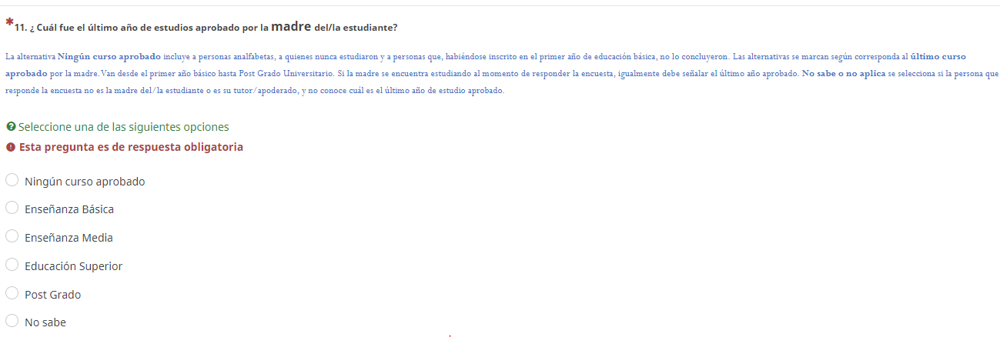 *11. ¿ Cuál fue el último año de estudios aprobado por la madre del/la estudiante?
La alternativa Ningún curso aprobado incluye a personas analfabetas, a quienes nunca estudiaron y a personas que, habiéndose inscrito en el primer año de educación básica, no lo concluyeron. Las alternativas se marcan según corresponda al último curso
aprobado por la madre. Van desde el primer año básico hasta Post Grado Universitario. Si la madre se encuentra estudiando al momento de responder la encuesta, igualmente debe señalar el último año aprobado. No sabe o no aplica se selecciona si la persona que
responde la encuesta no es la madre del/la estudiante o es su tutor/apoderado, y no conoce cuál es el último año de estudio aprobado.
Seleccione una de las siguientes opciones
Esta pregunta es de respuesta obligatoria
Ningún curso aprobado
Enseñanza Básica
Enseñanza Media
Educación Superior
Post Grado
No sabe